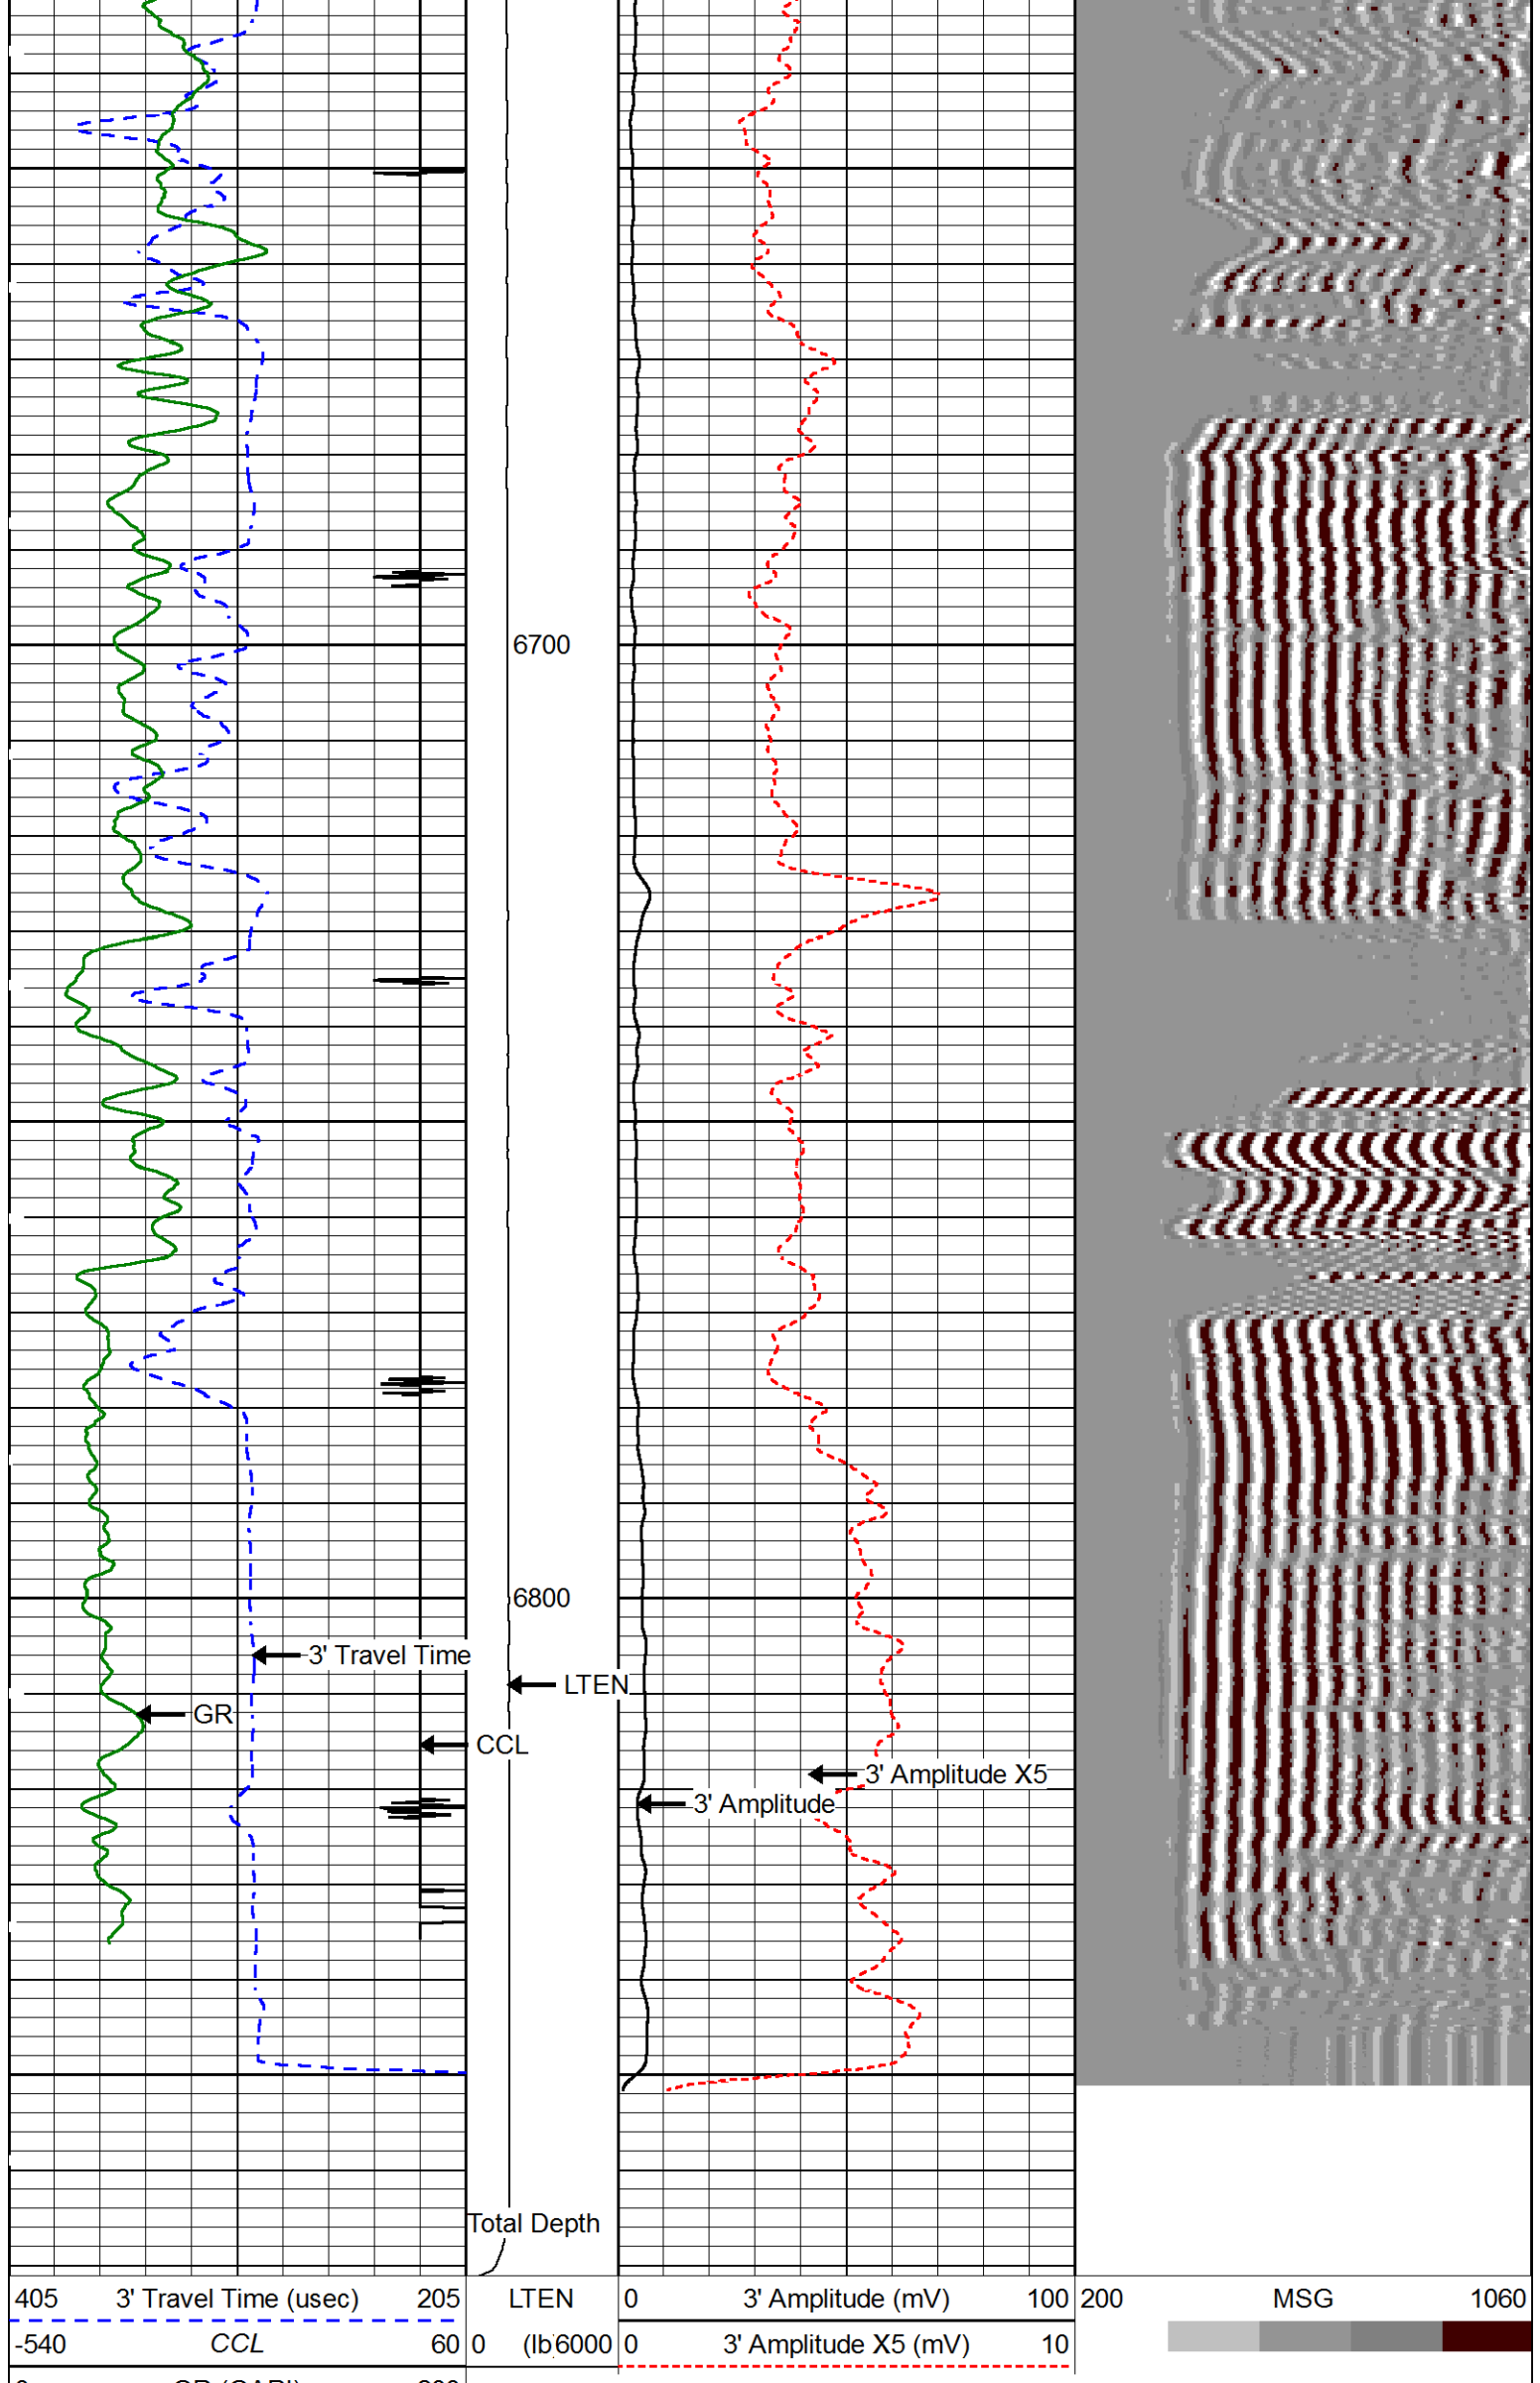 6700
6800
3' Travel Time
LTEN
GR
CCL
3' Amplitude X5
3' Amplitude
Total Depth
405 3' Travel Time (usec) 205 LTEN 0 3' Amplitude (mV) 100 200 MSG 1060
-540 CCL 60 0 (lb 6000 0 3' Amplitude X5 (mV) 10